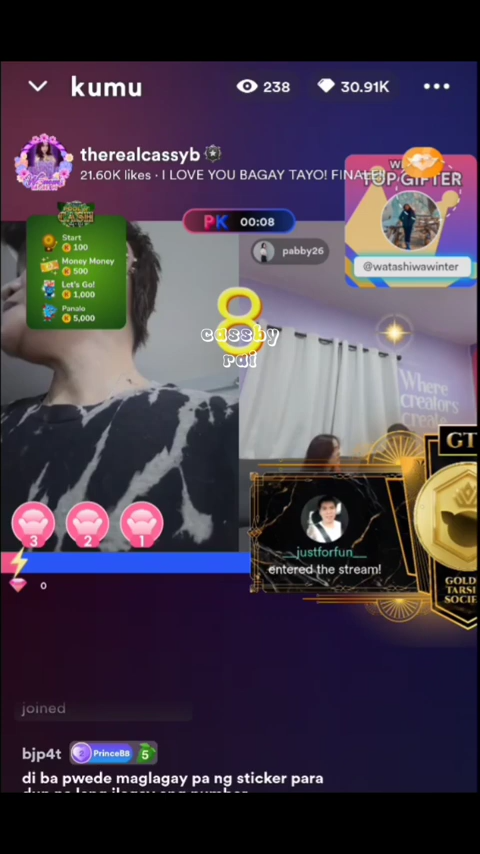 kumu
238
30.91K
therealcassyb
21.60K likes · I LOVE YOU BAGAY TAYO! FINALE!
TOP GIFTER
@watashiwawinter
PK 00:08
pabby26
CASH
Start
100
Money Money
500
Let's Go!
1,000
Panalo
5,000
8
cassby
rai
Where
creators
create
GT
GOLD
TARSI
SOCIE
__justforfun__
entered the stream!
3
2
1
0
joined
bjp4t PrinceB8 5
di ba pwede maglagay pa ng sticker para